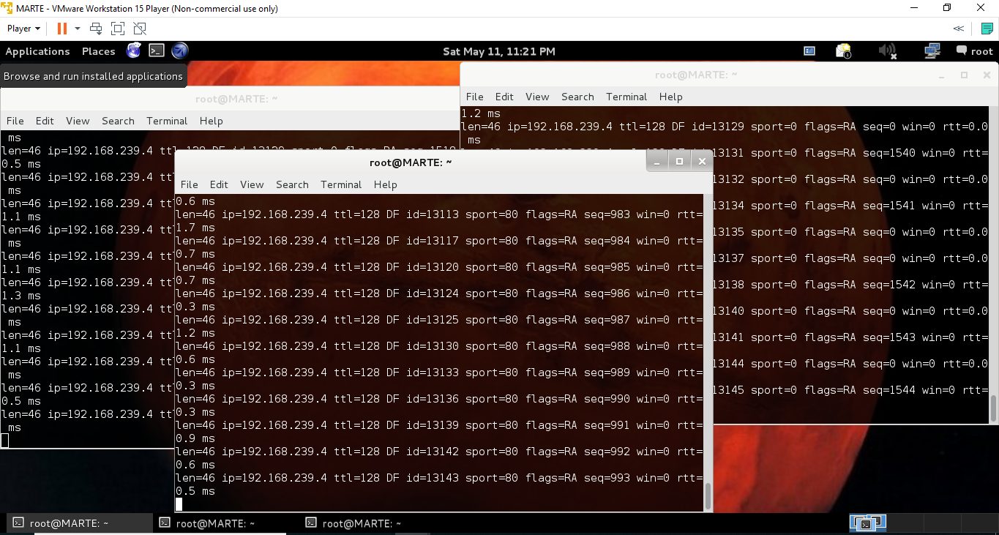 MARTE - VMware Workstation 15 Player (Non-commercial use only)
Player
Applications Places Sat May 11, 11:21 PM 1 root
Browse and run installed applications
root@MARTE: ~
File Edit View Search Terminal Help
ms
len=46 ip=192.168.239.4 ttl=128 DF id=13129 sport=0 flags=RA seq=1518
0.5 ms
len=46 ip=192.168.239.4 tt
ms
len=46 ip=192.168.239.4 tt
1.1 ms
len=46 ip=192.168.239.4 tt
ms
len=46 ip=192.168.239.4 tt
1.1 ms
len=46 ip=192.168.239.4 tt
1.3 ms
len=46 ip=192.168.239.4 tt
ms
len=46 ip=192.168.239.4 tt
1.1 ms
len=46 ip=192.168.239.4 tt
ms
len=46 ip=192.168.239.4 tt
0.5 ms
len=46 ip=192.168.239.4 tt
ms
root@MARTE: ~
File Edit View Search Terminal Help
1.2 ms
len=46 ip=192.168.239.4 ttl=128 DF id=13129 sport=0 flags=RA seq=0 win=0 rtt=0.0
ms
13131 sport=0 flags=RA seq=1540 win=0 rtt=
13132 sport=0 flags=RA seq=0 win=0 rtt=0.0
13134 sport=0 flags=RA seq=1541 win=0 rtt=
13135 sport=0 flags=RA seq=0 win=0 rtt=0.0
13137 sport=0 flags=RA seq=0 win=0 rtt=0.0
13138 sport=0 flags=RA seq=1542 win=0 rtt=
13140 sport=0 flags=RA seq=0 win=0 rtt=0.0
13141 sport=0 flags=RA seq=1543 win=0 rtt=
13144 sport=0 flags=RA seq=0 win=0 rtt=0.0
13145 sport=0 flags=RA seq=1544 win=0 rtt=
root@MARTE: ~
File Edit View Search Terminal Help
0.6 ms
len=46 ip=192.168.239.4 ttl=128 DF id=13113 sport=80 flags=RA seq=983 win=0 rtt=
1.7 ms
len=46 ip=192.168.239.4 ttl=128 DF id=13117 sport=80 flags=RA seq=984 win=0 rtt=
0.7 ms
len=46 ip=192.168.239.4 ttl=128 DF id=13120 sport=80 flags=RA seq=985 win=0 rtt=
0.7 ms
len=46 ip=192.168.239.4 ttl=128 DF id=13124 sport=80 flags=RA seq=986 win=0 rtt=
0.3 ms
len=46 ip=192.168.239.4 ttl=128 DF id=13125 sport=80 flags=RA seq=987 win=0 rtt=
1.2 ms
len=46 ip=192.168.239.4 ttl=128 DF id=13130 sport=80 flags=RA seq=988 win=0 rtt=
0.6 ms
len=46 ip=192.168.239.4 ttl=128 DF id=13133 sport=80 flags=RA seq=989 win=0 rtt=
0.3 ms
len=46 ip=192.168.239.4 ttl=128 DF id=13136 sport=80 flags=RA seq=990 win=0 rtt=
0.3 ms
len=46 ip=192.168.239.4 ttl=128 DF id=13139 sport=80 flags=RA seq=991 win=0 rtt=
0.9 ms
len=46 ip=192.168.239.4 ttl=128 DF id=13142 sport=80 flags=RA seq=992 win=0 rtt=
0.6 ms
len=46 ip=192.168.239.4 ttl=128 DF id=13143 sport=80 flags=RA seq=993 win=0 rtt=
0.5 ms
root@MARTE: ~ root@MARTE: ~ root@MARTE: ~